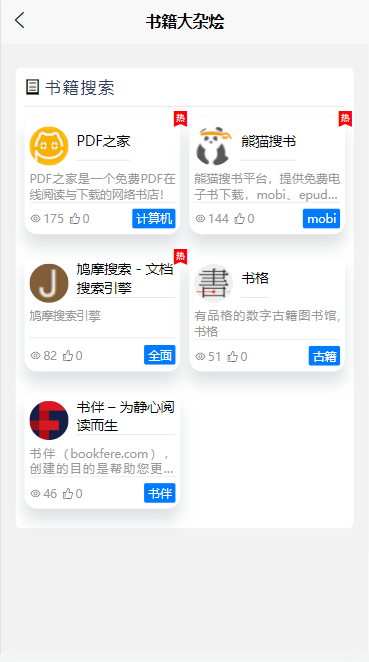 书籍大杂烩
书籍搜索
热
PDF之家
PDF之家是一个免费PDF在
线阅读与下载的网络书店！
175 0 计算机
热
熊猫搜书
熊猫搜书平台，提供免费电
子书下载，mobi、epud...
144 0 mobi
热
鸠摩搜索 - 文档
搜索引擎
鸠摩搜索引擎
82 0 全面
書
书格
有品格的数字古籍图书馆，
书格
51 0 古籍
书伴 – 为静心阅
读而生
书伴（bookfere.com），
创建的目的是帮助您更...
46 0 书伴